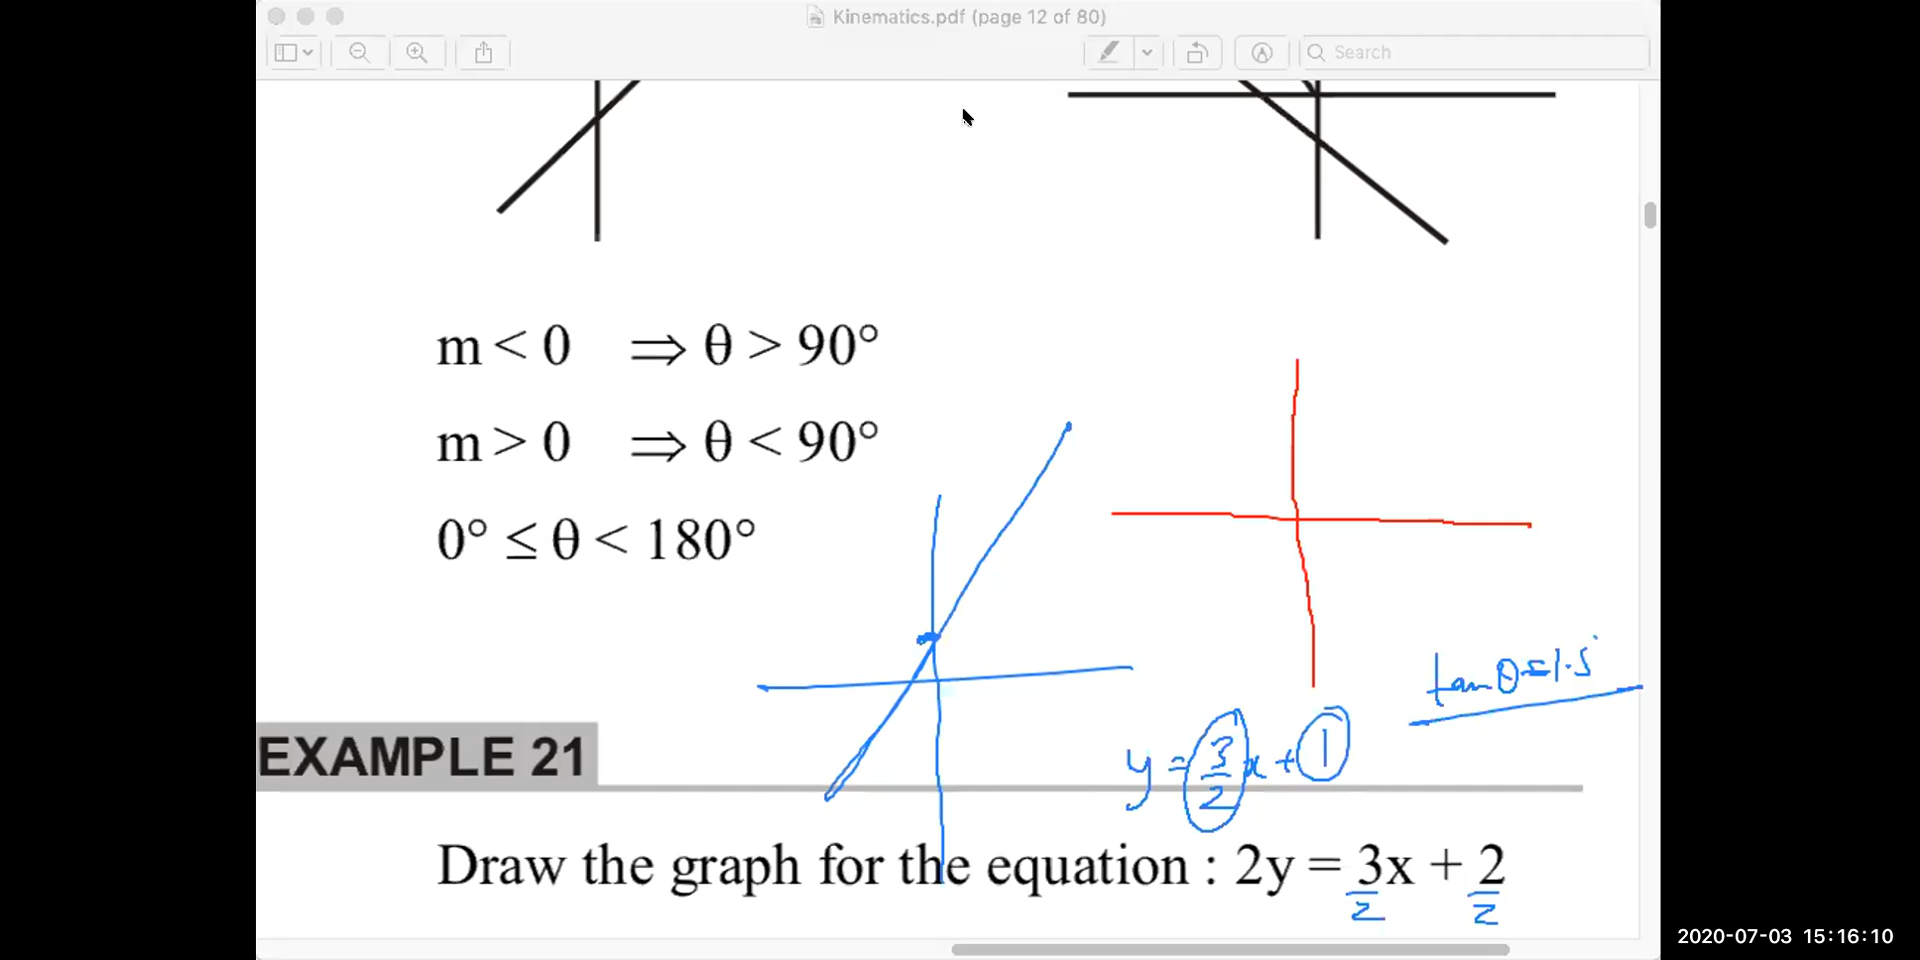 Kinematics.pdf (page 12 of 80)
Search
m < 0 ⇒ θ > 90°
m > 0 ⇒ θ < 90°
0° ≤ θ < 180°
tan θ = 1.5
y = 3/2 x + 1
EXAMPLE 21
Draw the graph for the equation : 2y = 3x + 2
2 2
2020-07-03 15:16:10